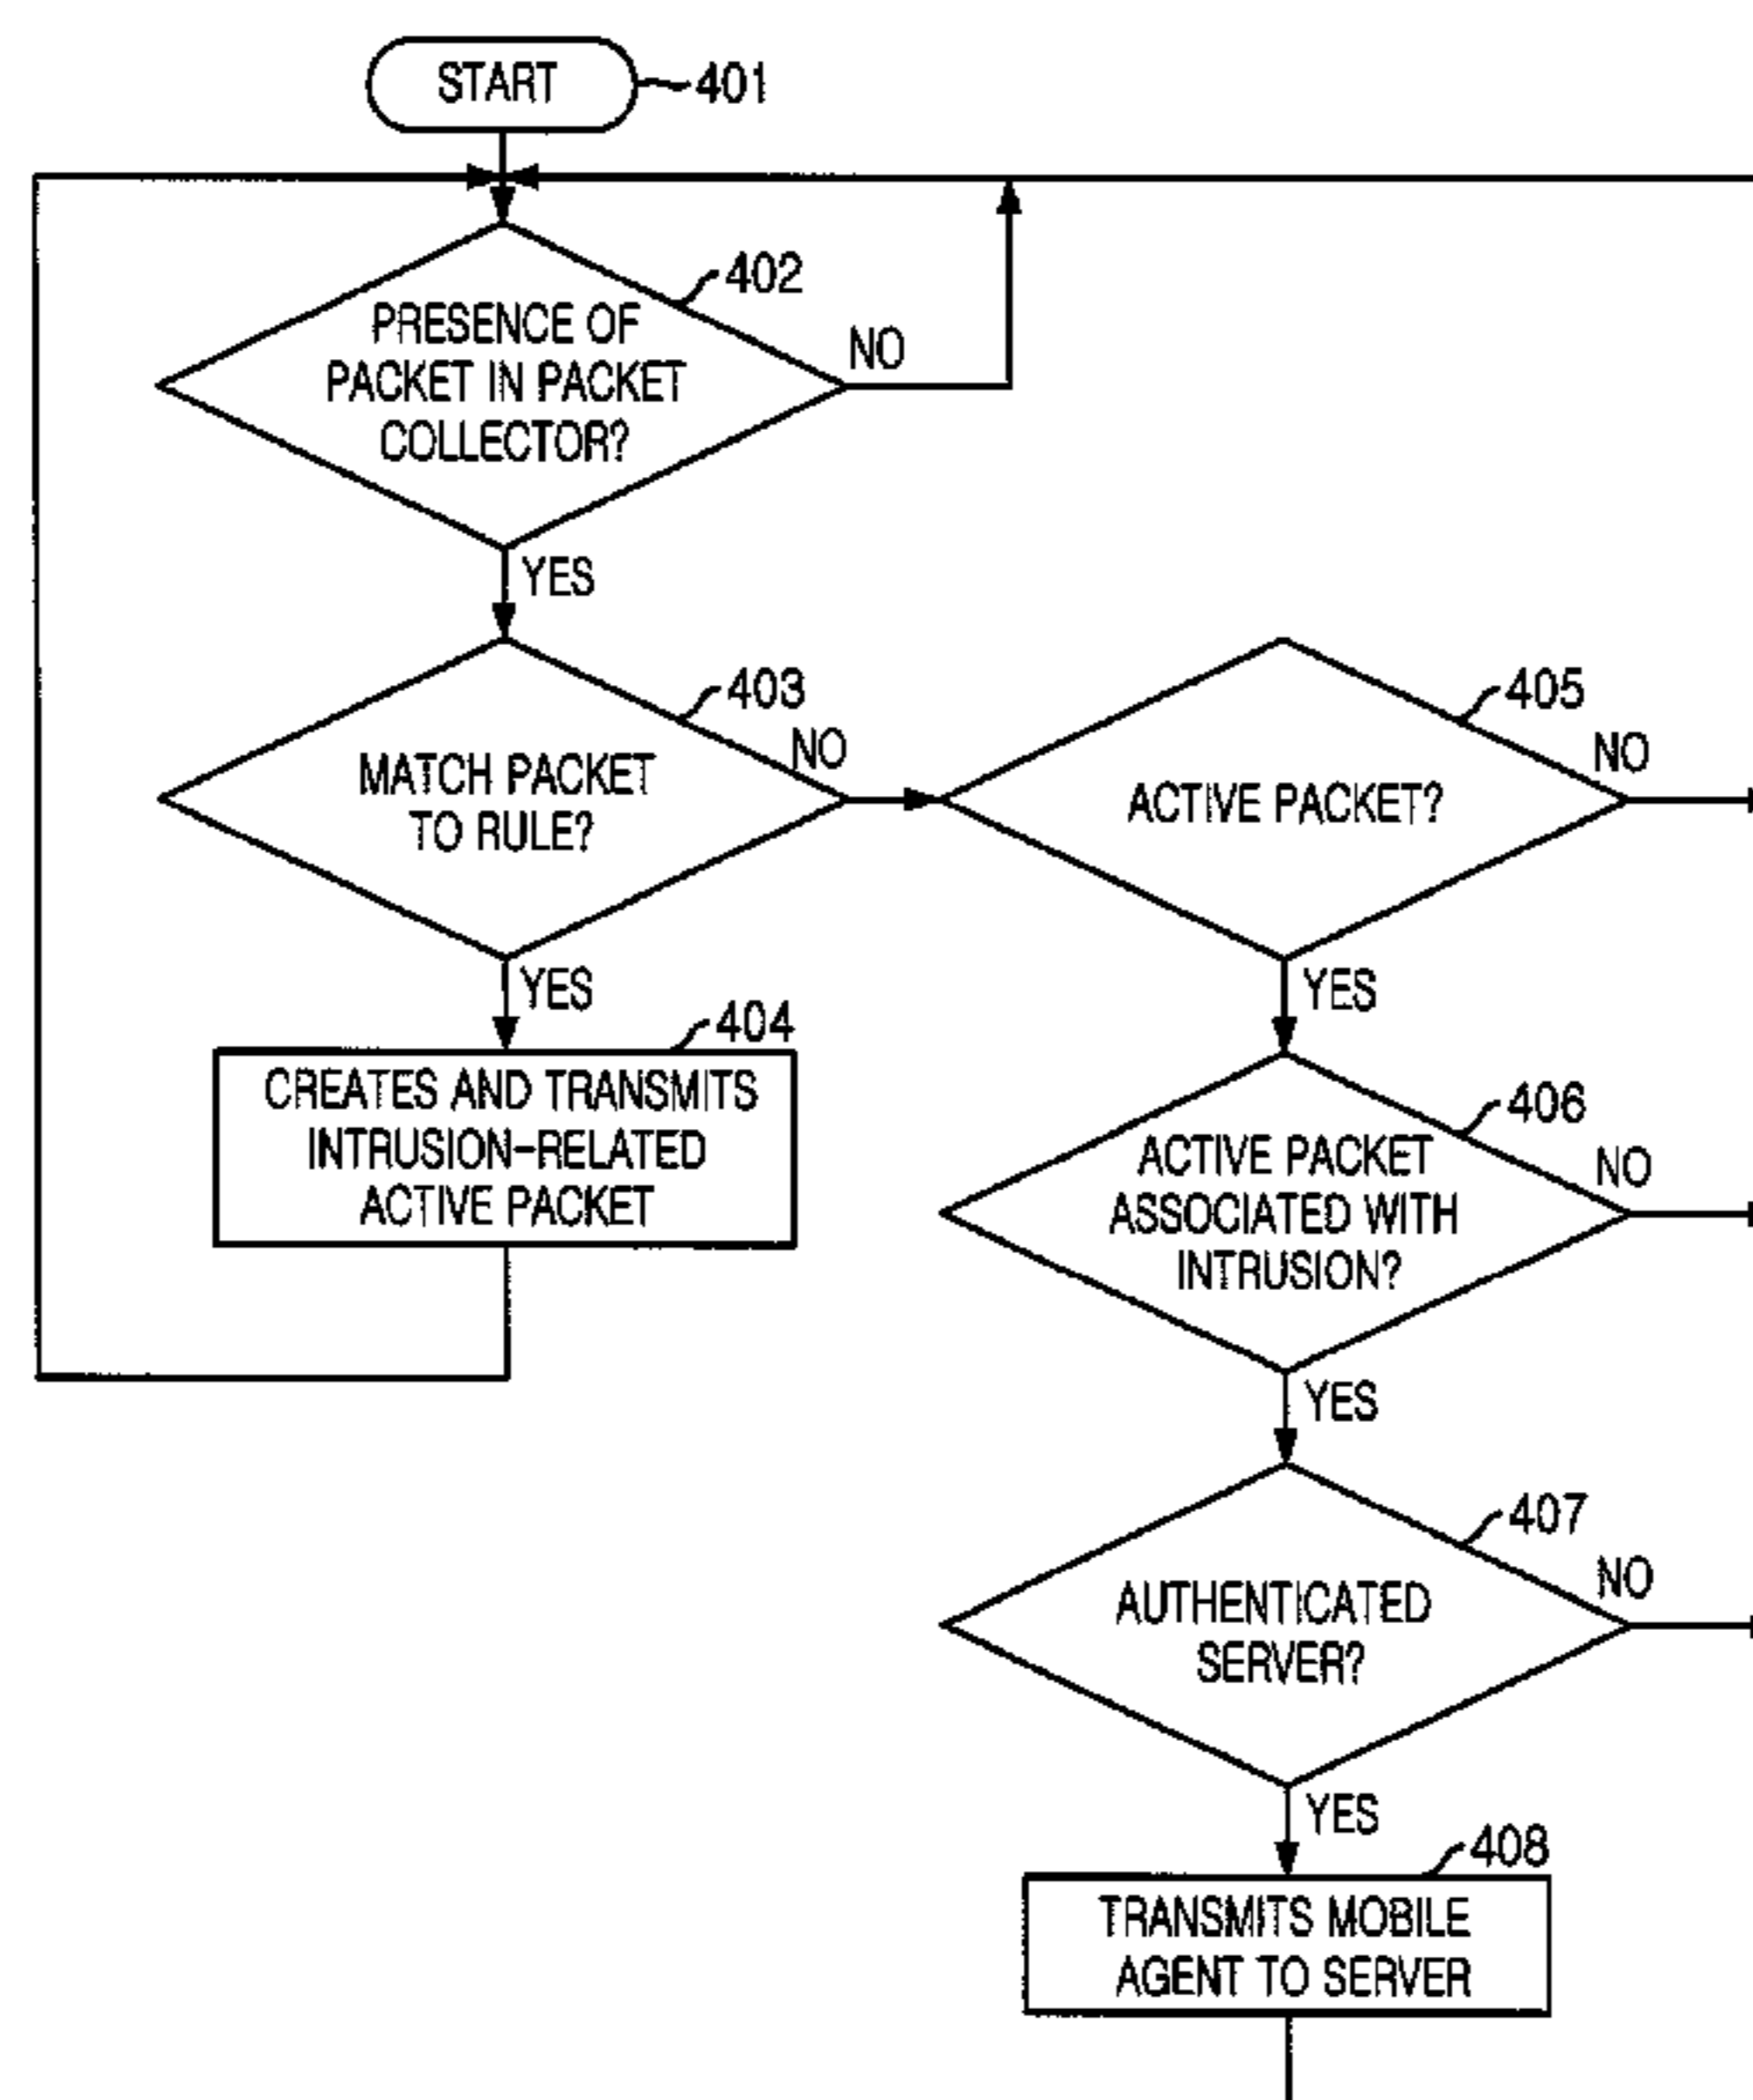 START
401
402
PRESENCE OF
PACKET IN PACKET
COLLECTOR?
NO
YES
403
MATCH PACKET
TO RULE?
NO
405
ACTIVE PACKET?
NO
YES
404
CREATES AND TRANSMITS
INTRUSION-RELATED
ACTIVE PACKET
YES
406
ACTIVE PACKET
ASSOCIATED WITH
INTRUSION?
NO
YES
407
AUTHENTICATED
SERVER?
NO
YES
408
TRANSMITS MOBILE
AGENT TO SERVER